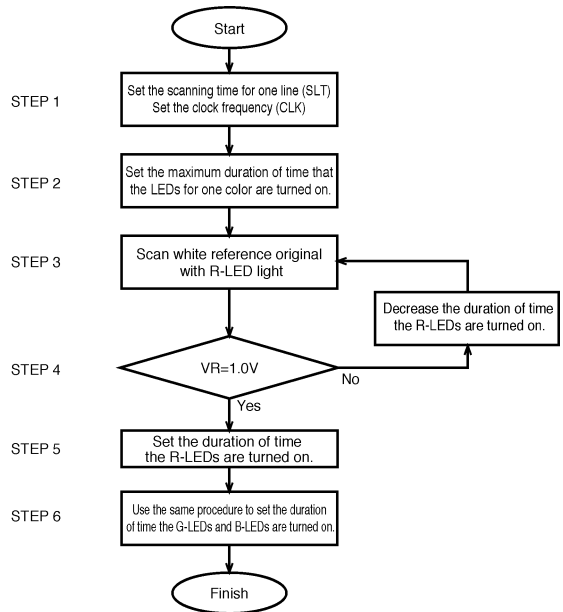 Start
STEP 1
Set the scanning time for one line (SLT)
Set the clock frequency (CLK)
STEP 2
Set the maximum duration of time that
the LEDs for one color are turned on.
STEP 3
Scan white reference original
with R-LED light
Decrease the duration of time
the R-LEDs are turned on.
STEP 4
VR=1.0V
No
Yes
STEP 5
Set the duration of time
the R-LEDs are turned on.
STEP 6
Use the same procedure to set the duration
of time the G-LEDs and B-LEDs are turned on.
Finish